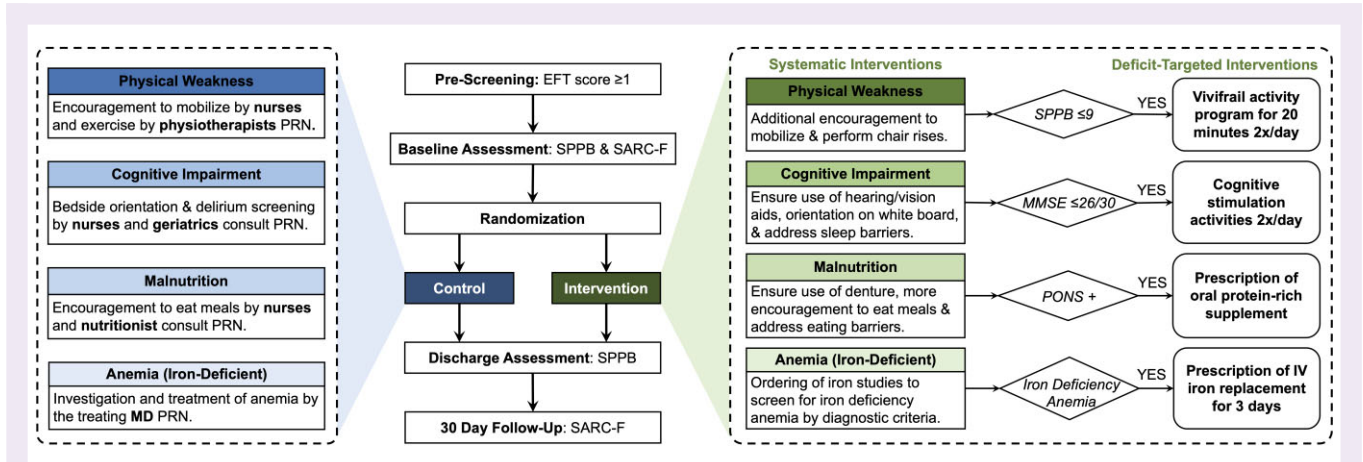 Physical Weakness
Encouragement to mobilize by nurses
and exercise by physiotherapists PRN.
Cognitive Impairment
Bedside orientation & delirium screening
by nurses and geriatrics consult PRN.
Malnutrition
Encouragement to eat meals by nurses
and nutritionist consult PRN.
Anemia (Iron-Deficient)
Investigation and treatment of anemia by
the treating MD PRN.
Pre-Screening: EFT score ≥1
Baseline Assessment: SPPB & SARC-F
Randomization
Control
Intervention
Discharge Assessment: SPPB
30 Day Follow-Up: SARC-F
Systematic Interventions
Deficit-Targeted Interventions
Physical Weakness
Additional encouragement to
mobilize & perform chair rises.
SPPB ≤9
YES
Vivifrail activity
program for 20
minutes 2x/day
Cognitive Impairment
Ensure use of hearing/vision
aids, orientation on white board,
& address sleep barriers.
MMSE ≤26/30
YES
Cognitive
stimulation
activities 2x/day
Malnutrition
Ensure use of denture, more
encouragement to eat meals &
address eating barriers.
PONS +
YES
Prescription of
oral protein-rich
supplement
Anemia (Iron-Deficient)
Ordering of iron studies to
screen for iron deficiency
anemia by diagnostic criteria.
Iron Deficiency
Anemia
YES
Prescription of IV
iron replacement
for 3 days